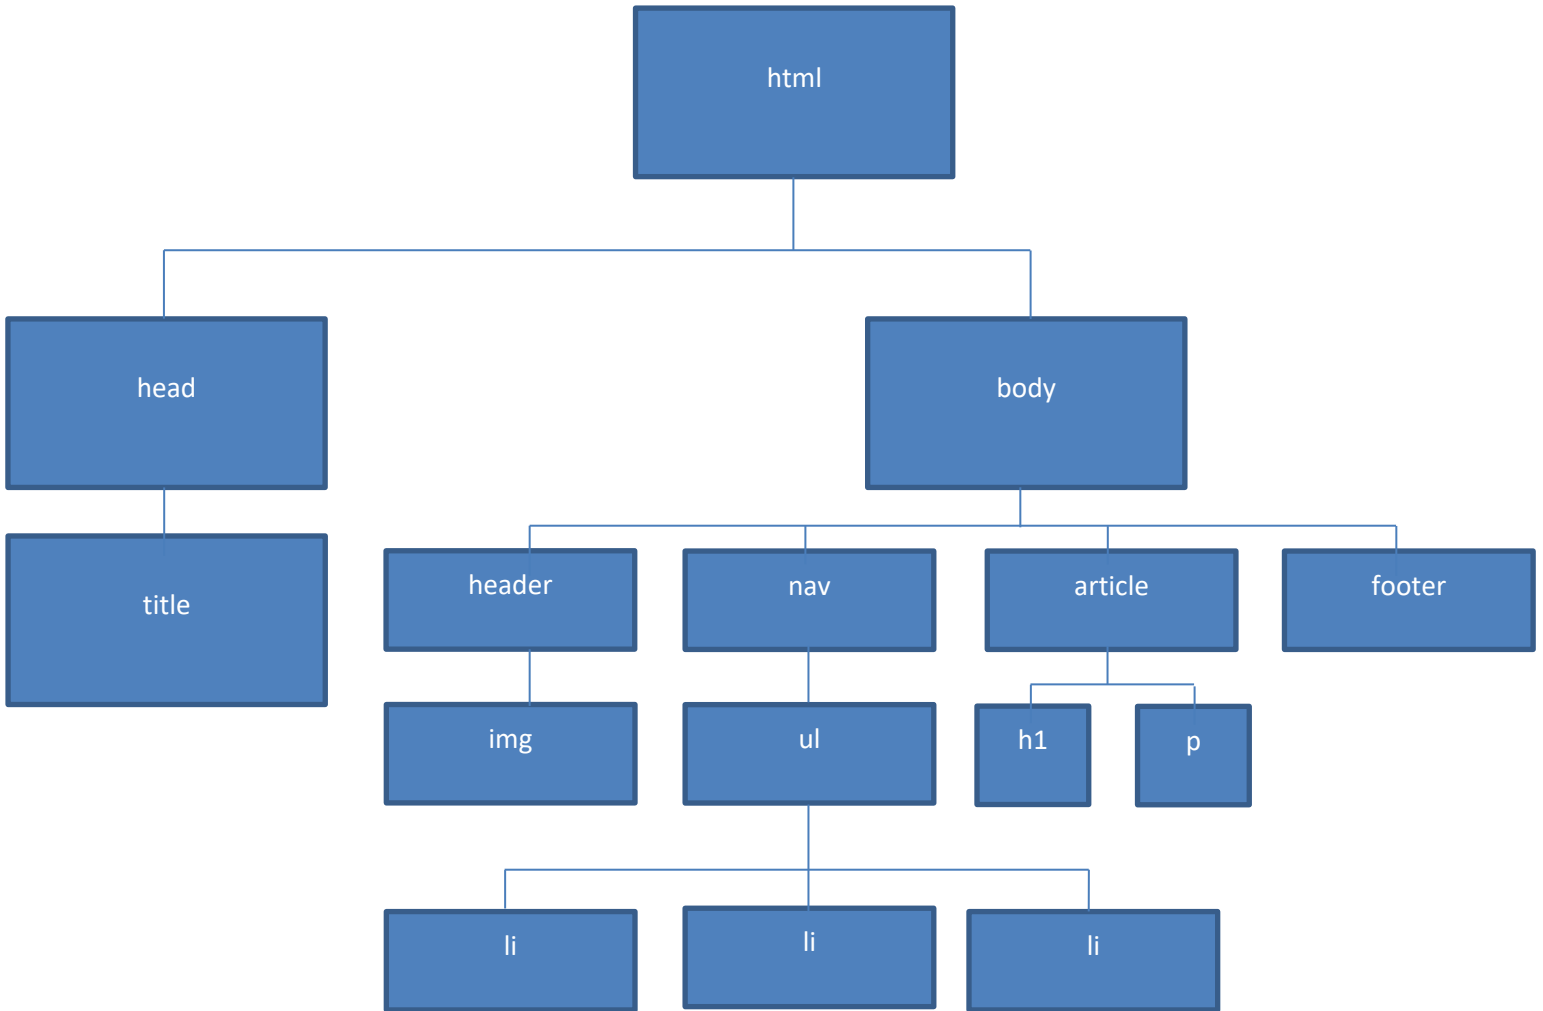 html
head
body
title
header
nav
article
footer
img
ul
h1
p
li
li
li